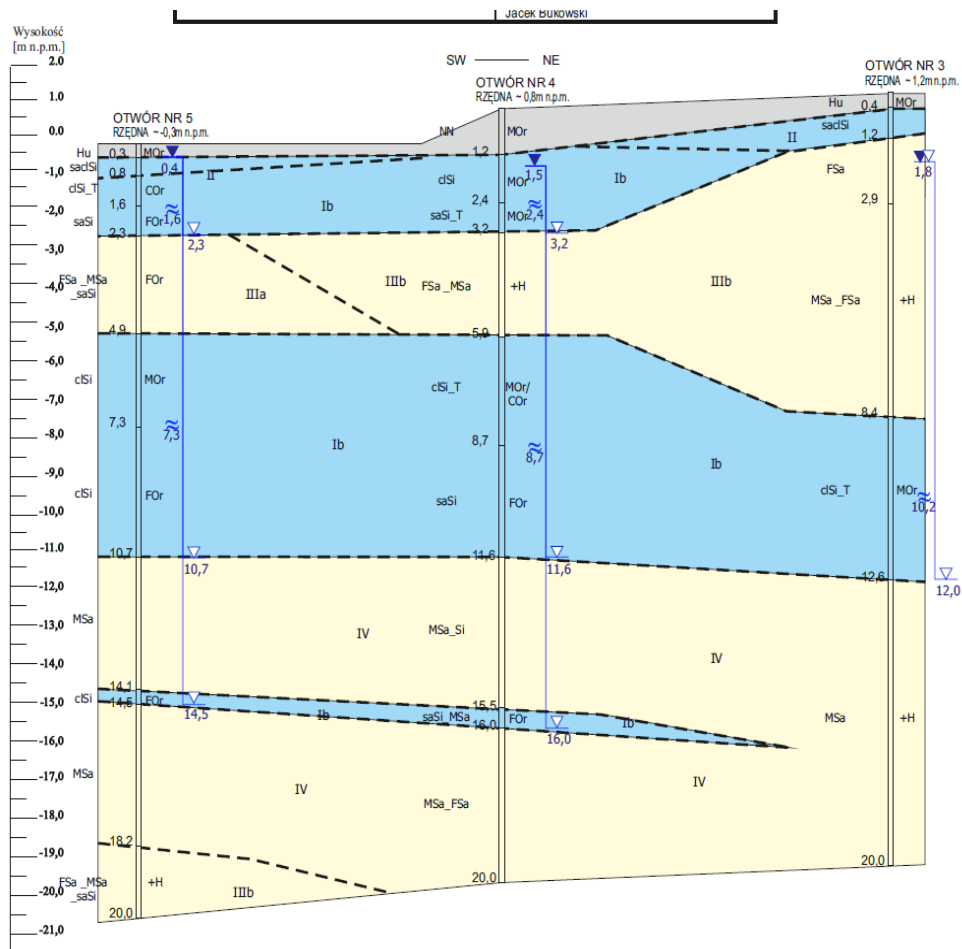 Jacek Bukowski
Wysokość
[m n.p.m.]
SW NE
OTWÓR NR 5
RZĘDNA ~ -0,3m n.p.m.
OTWÓR NR 4
RZĘDNA ~ 0,8m n.p.m.
OTWÓR NR 3
RZĘDNA ~ 1,2m n.p.m.
2.0
1.0
0.0
-1,0
-2,0
-3,0
-4,0
-5,0
-6,0
-7,0
-8,0
-9,0
-10,0
-11,0
-12,0
-13,0
-14,0
-15,0
-16,0
-17,0
-18,0
-19,0
-20,0
-21,0
Hu
saclSi
clSi_T
saSi
FSa _MSa
_saSi
clSi
clSi
MSa
clSi
MSa
FSa _MSa
_saSi
0,3
0,8
1,6
2,3
4,9
7,3
10,7
14,1
14,5
18,2
20,0
MOr
COr
FOr
FOr
MOr
FOr
FOr
+H
0,4
1,6
2,3
7,3
10,7
14,5
II
Ib
IIIa
IIIb
Ib
IV
Ib
IV
IIIb
NN
clSi
saSi_T
FSa _MSa
clSi_T
saSi
MSa_Si
saSi_MSa
MSa_FSa
1,2
2,4
3,2
5,9
8,7
11,6
15,5
16,0
20,0
MOr
MOr
MOr
+H
MOr/
COr
FOr
FOr
1,5
2,4
3,2
8,7
11,6
16,0
Ib
II
IIIb
Ib
IV
Ib
IV
Hu
saclSi
FSa
MSa _FSa
clSi_T
MSa
0,4
1,2
2,9
8,4
12,6
20,0
MOr
+H
MOr
+H
1,8
10,2
12,0